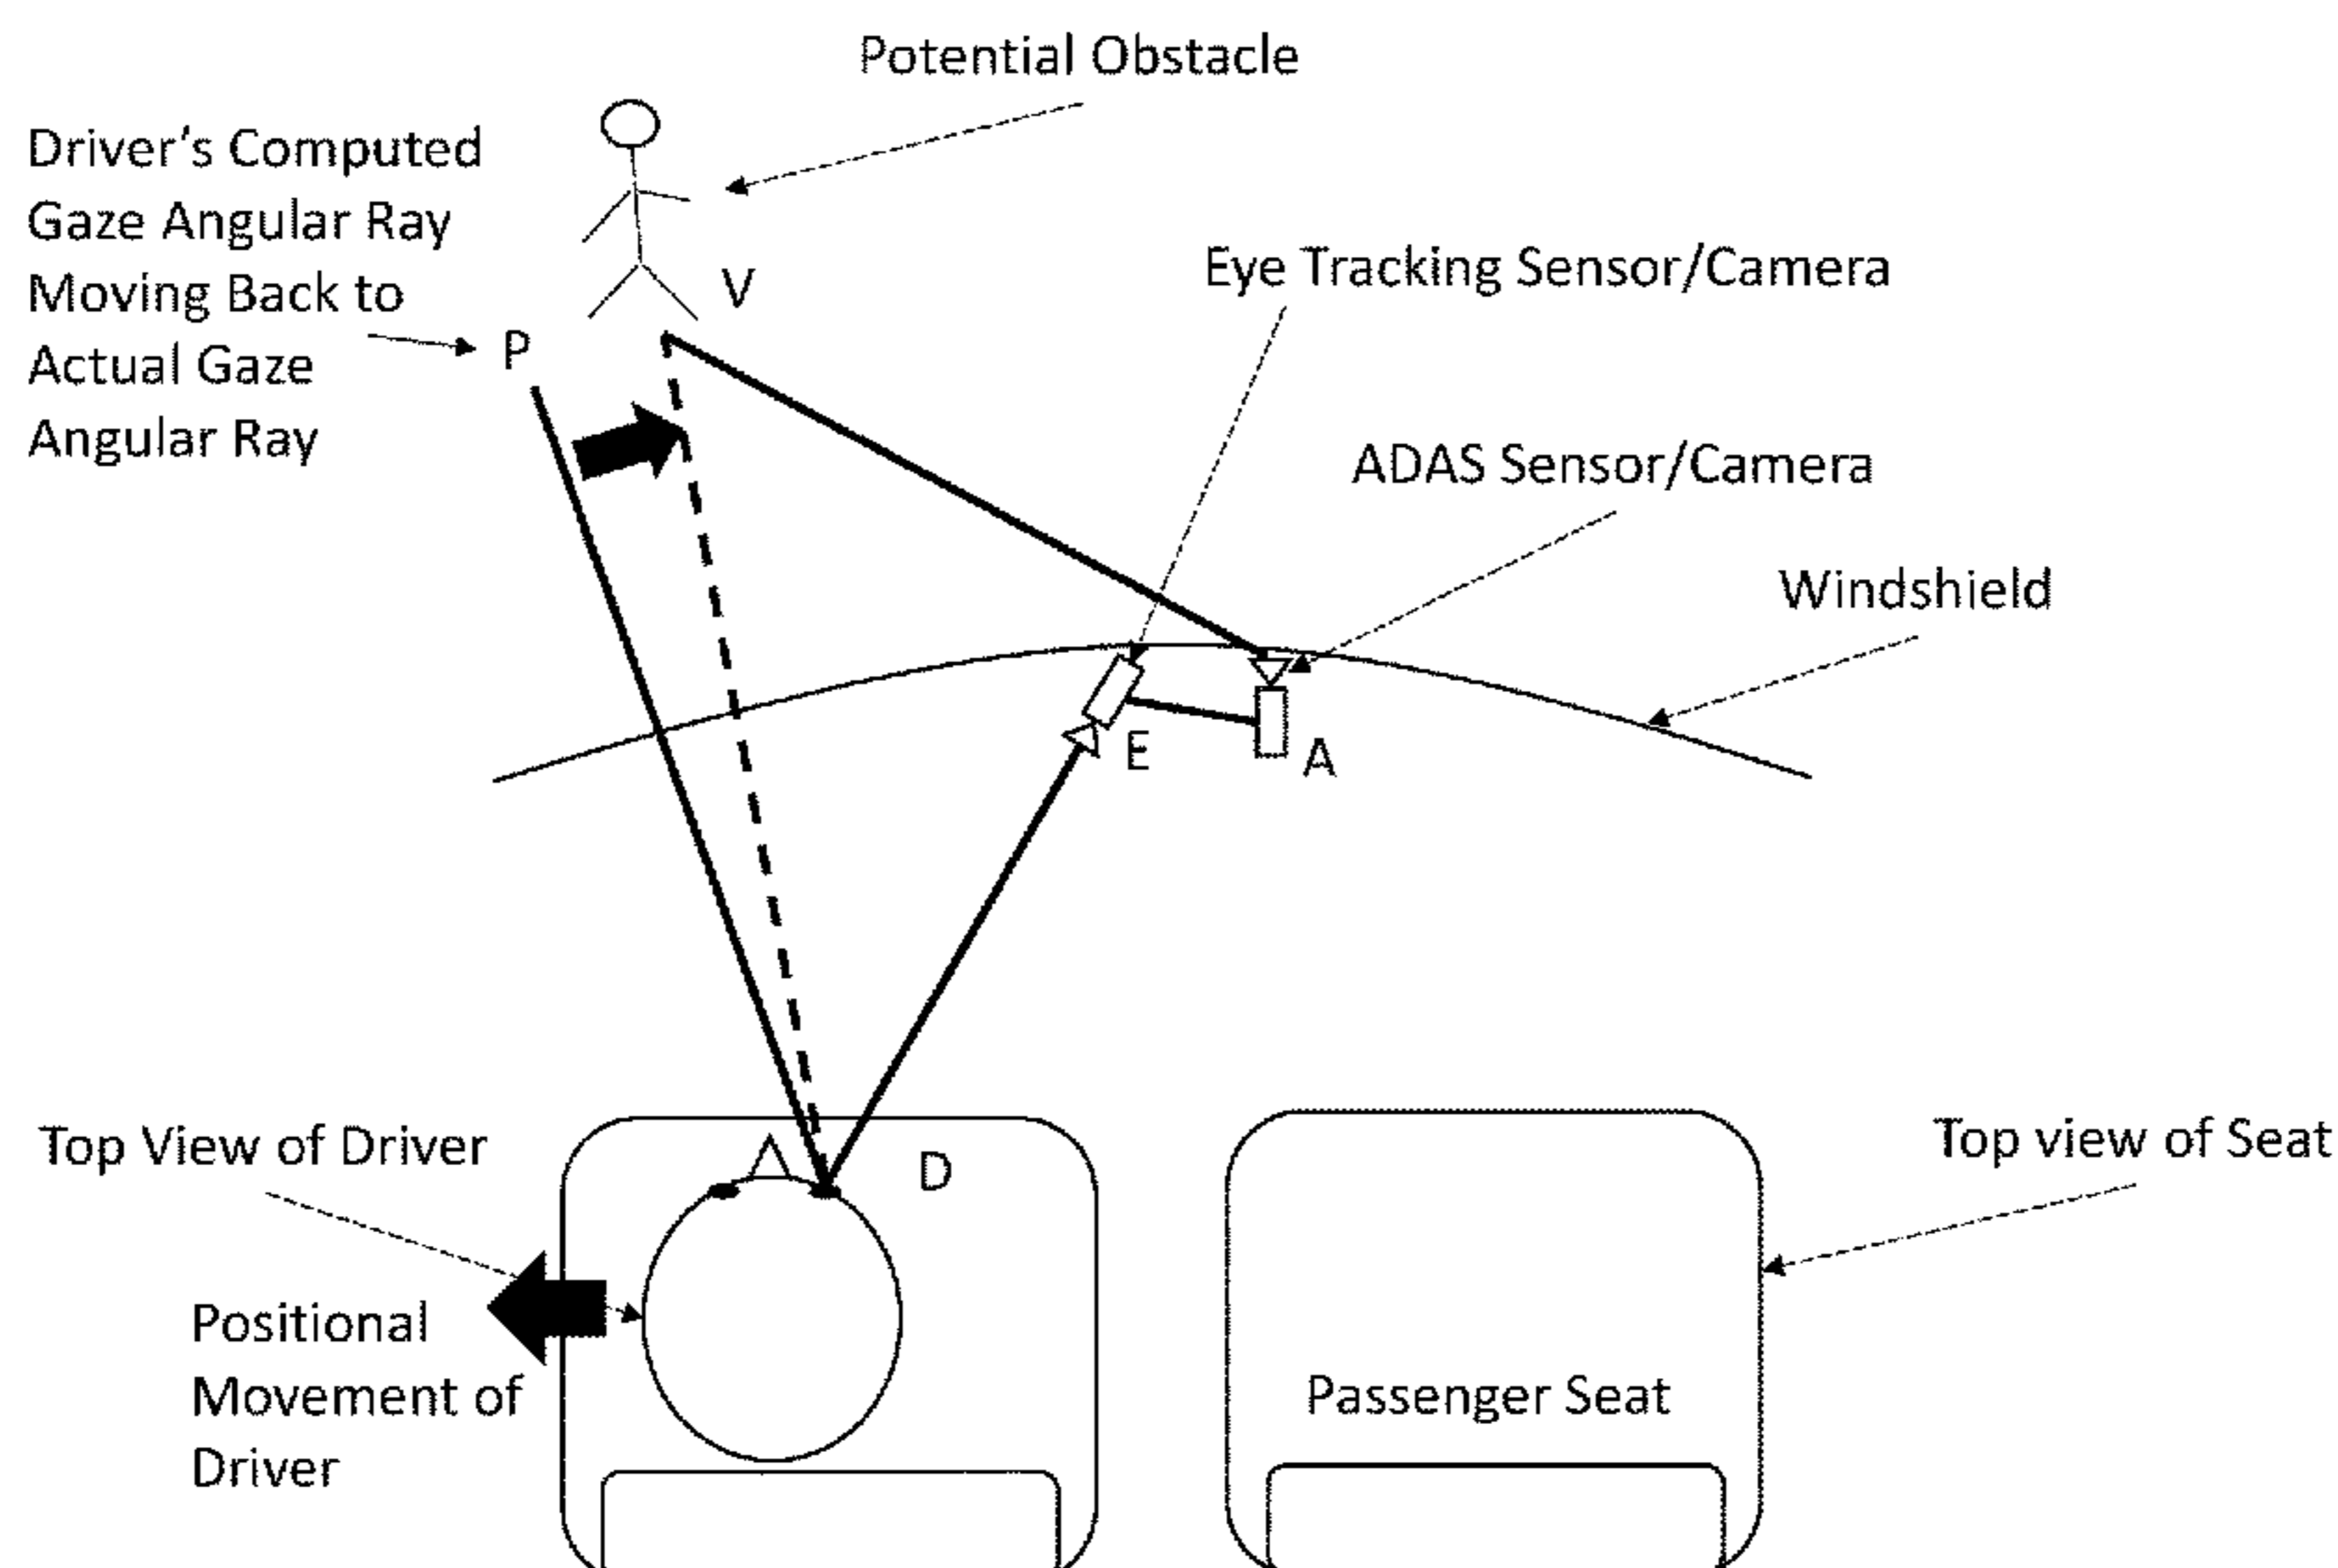 Potential Obstacle
Driver's Computed
Gaze Angular Ray
Moving Back to
Actual Gaze
Angular Ray
V
P
Eye Tracking Sensor/Camera
ADAS Sensor/Camera
Windshield
E
A
Top View of Driver
D
Top view of Seat
Positional
Movement of
Driver
Passenger Seat